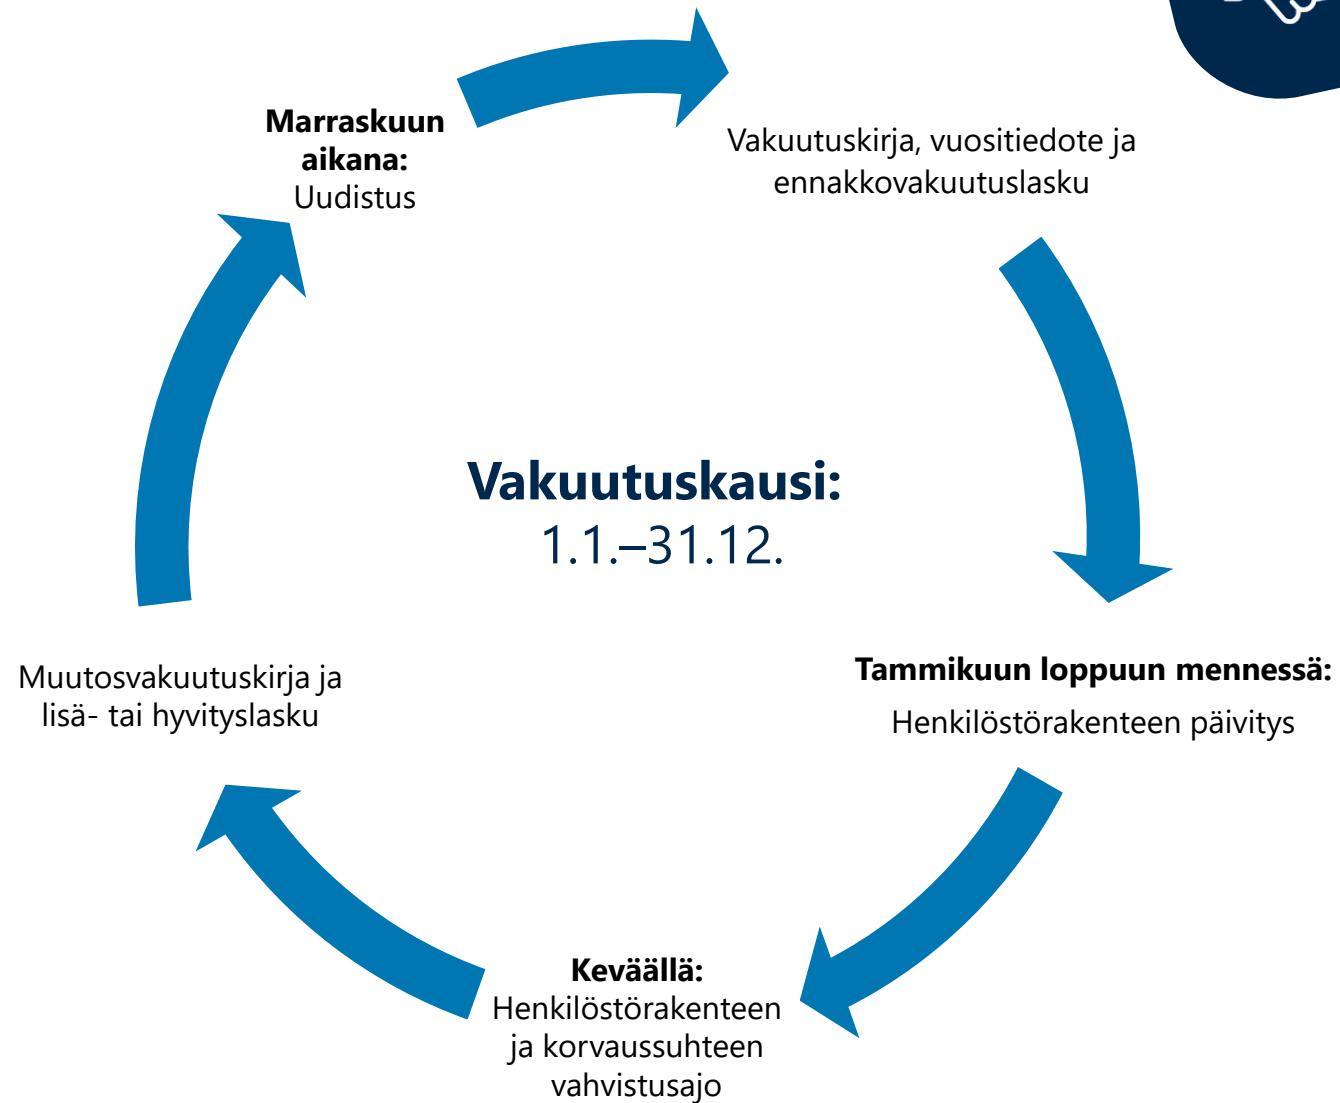 Marraskuun
aikana:
Uudistus
Vakuutuskirja, vuositiedote ja
ennakkovakuutuslasku
Vakuutuskausi:
1.1.–31.12.
Tammikuun loppuun mennessä:
Henkilöstörakenteen päivitys
Keväällä:
Henkilöstörakenteen
ja korvaussuhteen
vahvistusajo
Muutosvakuutuskirja ja
lisä- tai hyvityslasku